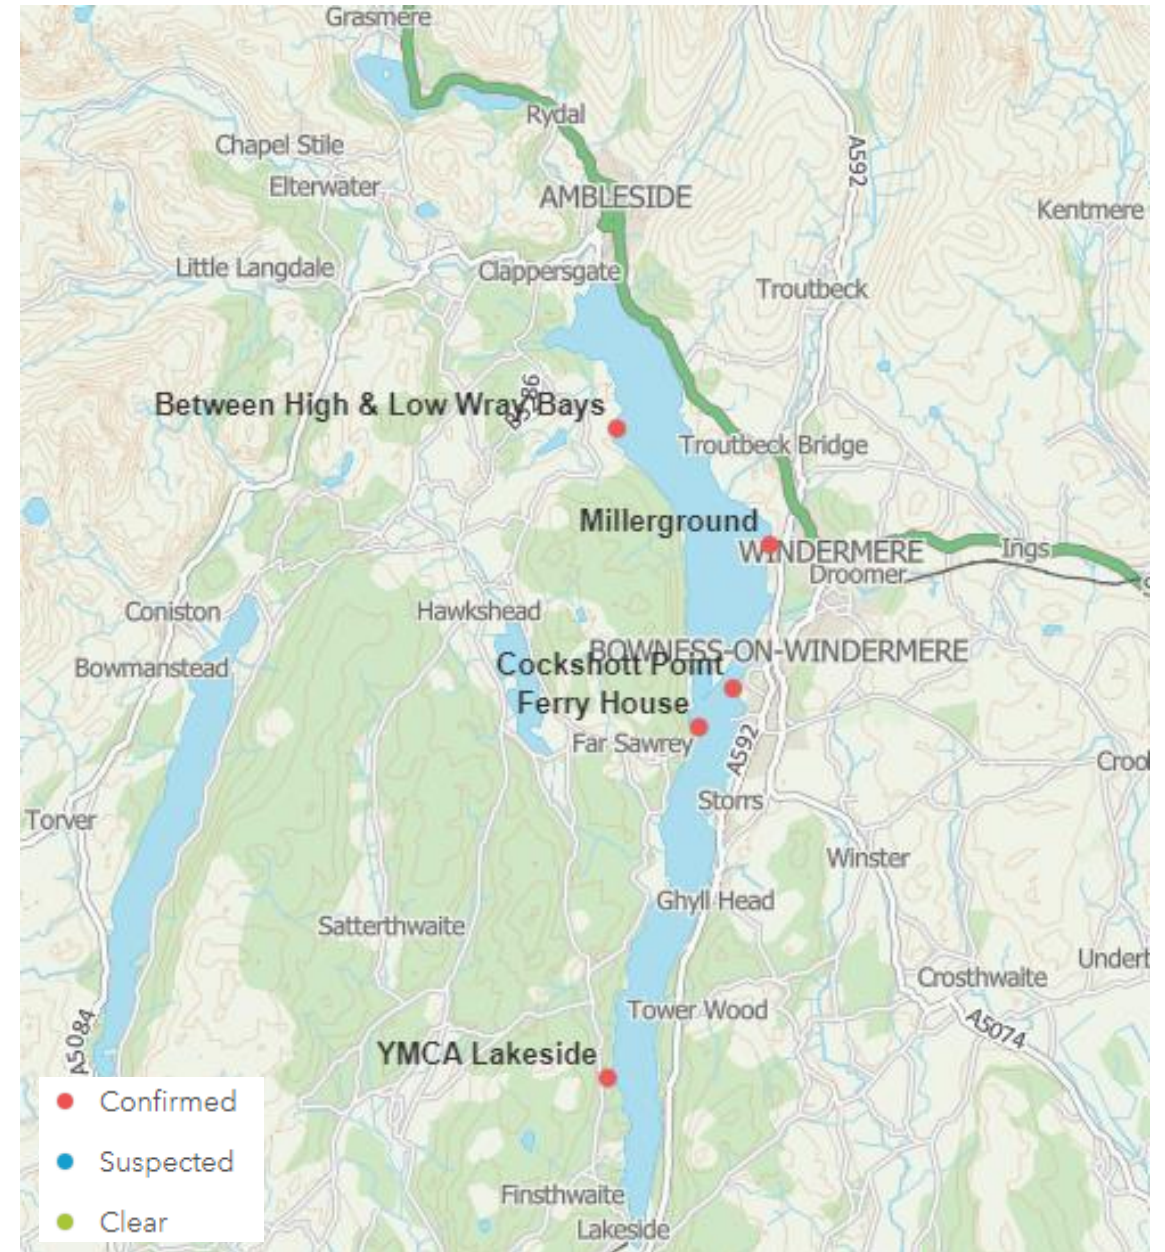 Grasmere
Rydal
A592
Chapel Stile
Elterwater
AMBLESIDE
Kentmere
Little Langdale
Clappersgate
Troutbeck
Between High & Low Wray Bays
Troutbeck Bridge
Millerground
WINDERMERE
Ings
Droomer
Coniston
Hawkshead
BOWNESS-ON-WINDERMERE
Bowmanstead
Cockshott Point
Ferry House
Far Sawrey
A592
Croo
Torver
Storrs
Winster
Ghyll Head
Satterthwaite
Undert
Crosthwaite
Tower Wood
A5084
A5074
YMCA Lakeside
Confirmed
Suspected
Clear
Finsthwaite
Lakeside